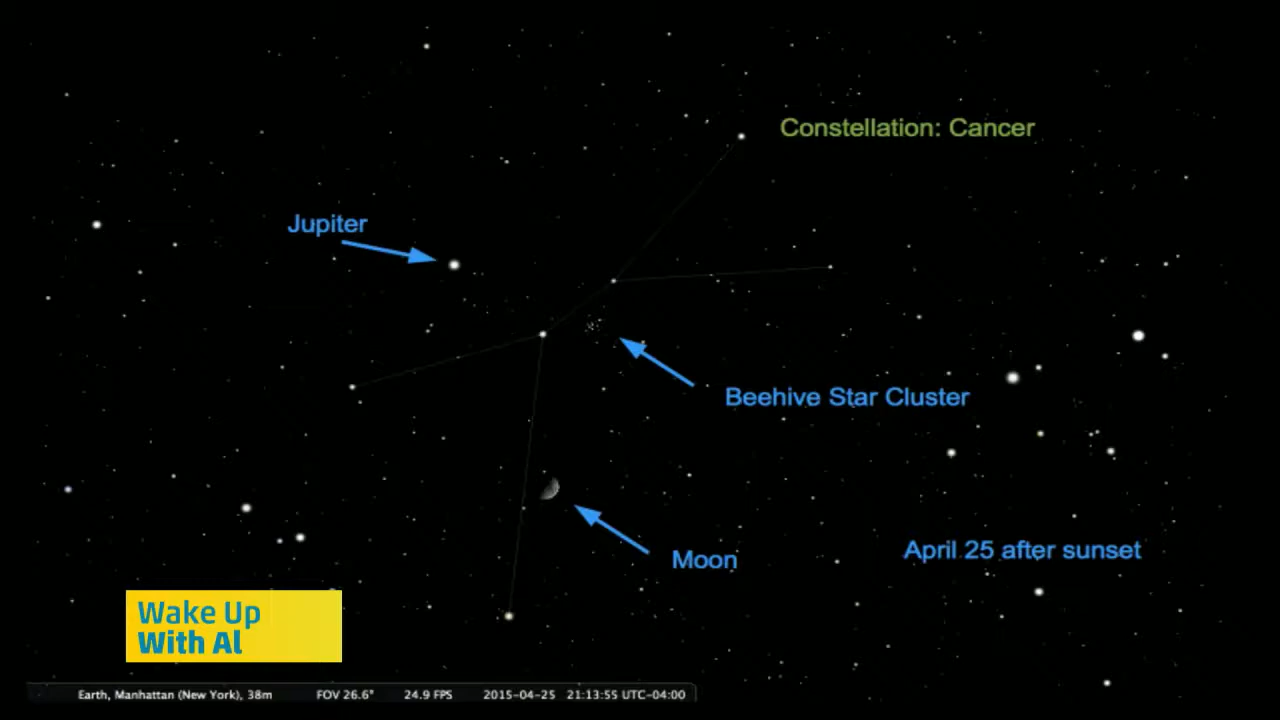 Constellation: Cancer
Jupiter
Beehive Star Cluster
April 25 after sunset
Moon
Wake Up
With Al
Earth, Manhattan (New York), 38m FOV 26.6° 24.9 FPS 2015-04-25 21:13:55 UTC-04:00